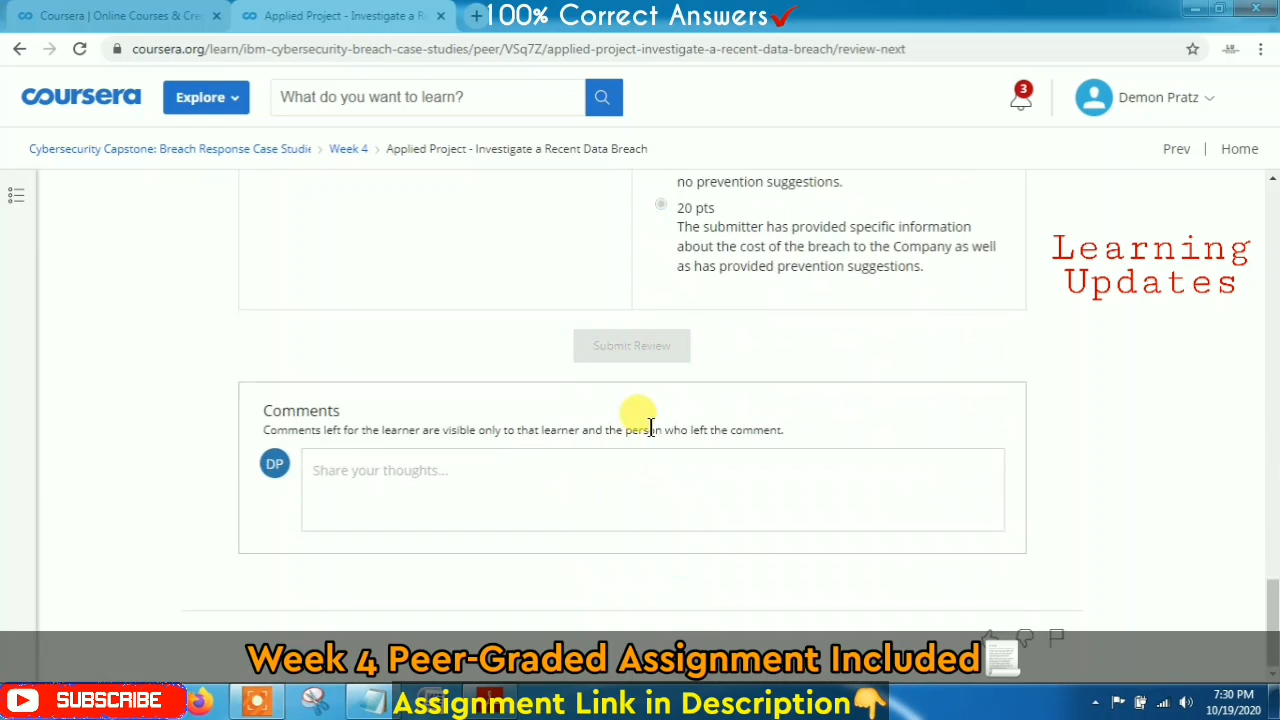 Coursera | Online Courses & Cre
Applied Project - Investigate a R
100% Correct Answers
coursera.org/learn/ibm-cybersecurity-breach-case-studies/peer/VSq7Z/applied-project-investigate-a-recent-data-breach/review-next
coursera
Explore
What do you want to learn?
3
Demon Pratz
Cybersecurity Capstone: Breach Response Case Studie
Week 4
Applied Project - Investigate a Recent Data Breach
Prev | Home
no prevention suggestions.
20 pts
The submitter has provided specific information
about the cost of the breach to the Company as well
as has provided prevention suggestions.
Learning
Updates
Submit Review
Comments
Comments left for the learner are visible only to that learner and the person who left the comment.
DP
Share your thoughts...
Week 4 Peer-Graded Assignment Included
SUBSCRIBE
Assignment Link in Description
7:30 PM
10/19/2020